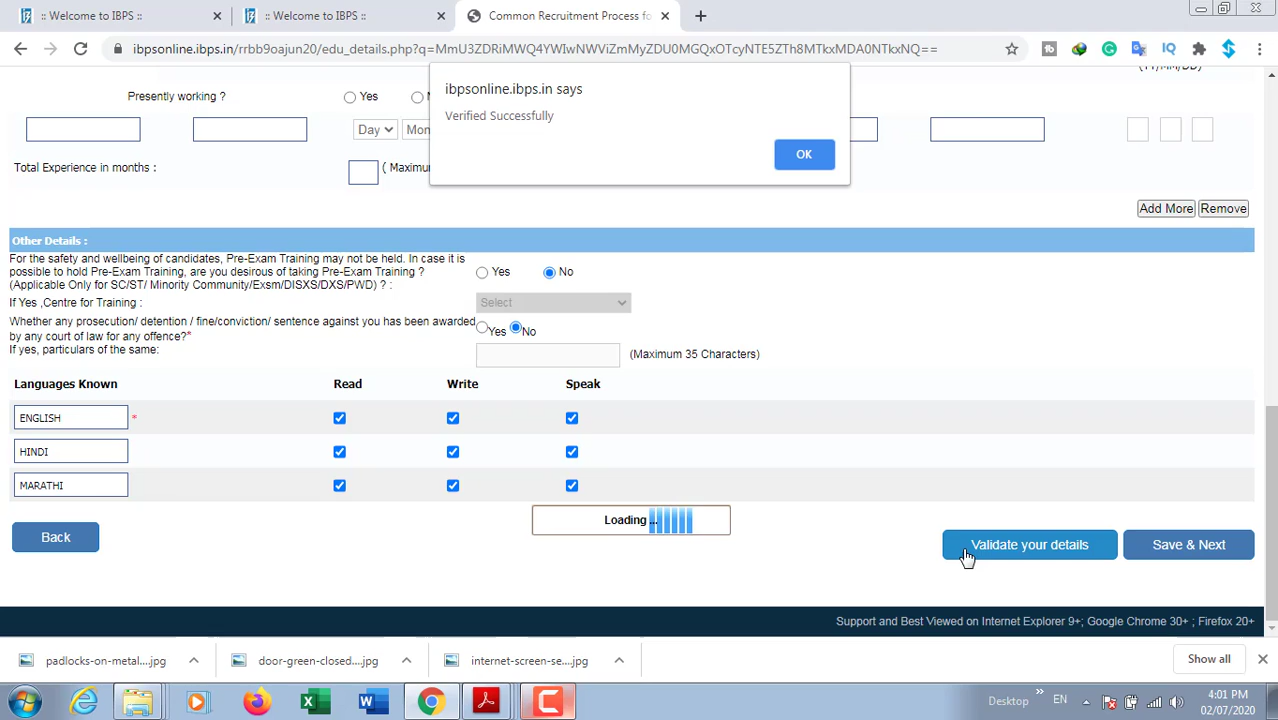 :: Welcome to IBPS ::
:: Welcome to IBPS ::
Common Recruitment Process fo
ibpsonline.ibps.in/rrbb9oajun20/edu_details.php?q=MmU3ZDRiMWQ4YWIwNWViZmMyZDU0MGQxOTcyNTE5ZTh8MTkxMDA0NTkxNQ==
tb
IQ
(YY/MM/DD)
Presently working ?
Yes
Day
Mon
Total Experience in months :
( Maximu
ibpsonline.ibps.in says
Verified Successfully
OK
Add More
Remove
Other Details :
For the safety and wellbeing of candidates, Pre-Exam Training may not be held. In case it is
possible to hold Pre-Exam Training, are you desirous of taking Pre-Exam Training ?
(Applicable Only for SC/ST/ Minority Community/Exsm/DISXS/DXS/PWD) ? :
Yes
No
If Yes ,Centre for Training :
Select
Whether any prosecution/ detention / fine/conviction/ sentence against you has been awarded
by any court of law for any offence?*
Yes
No
If yes, particulars of the same:
(Maximum 35 Characters)
Languages Known Read Write Speak
ENGLISH *
HINDI
MARATHI
Loading ...
Back
Validate your details
Save & Next
Support and Best Viewed on Internet Explorer 9+; Google Chrome 30+ ; Firefox 20+
padlocks-on-metal....jpg
door-green-closed....jpg
internet-screen-se....jpg
Show all
Desktop
EN
4:01 PM
02/07/2020